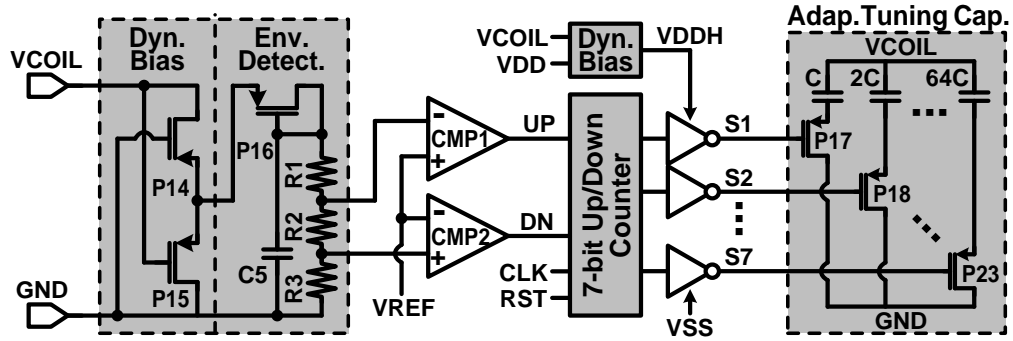 Dyn. Bias
Env. Detect.
VCOIL
GND
P14
P15
P16
C5
R1
R2
R3
-
+
CMP1
-
+
CMP2
VREF
UP
DN
CLK
RST
7-bit Up/Down Counter
VCOIL
VDD
Dyn. Bias
VDDH
S1
S2
S7
VSS
Adap.Tuning Cap.
VCOIL
C
2C
64C
P17
P18
P23
GND